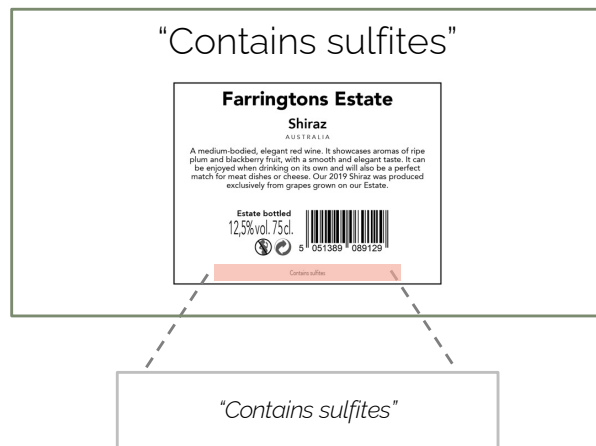 “Contains sulfites”
Farringtons Estate
Shiraz
AUSTRALIA
A medium-bodied, elegant red wine. It showcases aromas of ripe
plum and blackberry fruit, with a smooth and elegant taste. It can
be enjoyed when drinking on its own and will also be a perfect
match for meat dishes or cheese. Our 2019 Shiraz was produced
exclusively from grapes grown on our Estate.
Estate bottled
12,5% vol. 75 cl.
5 051389 089129
Contains sulfites
“Contains sulfites”